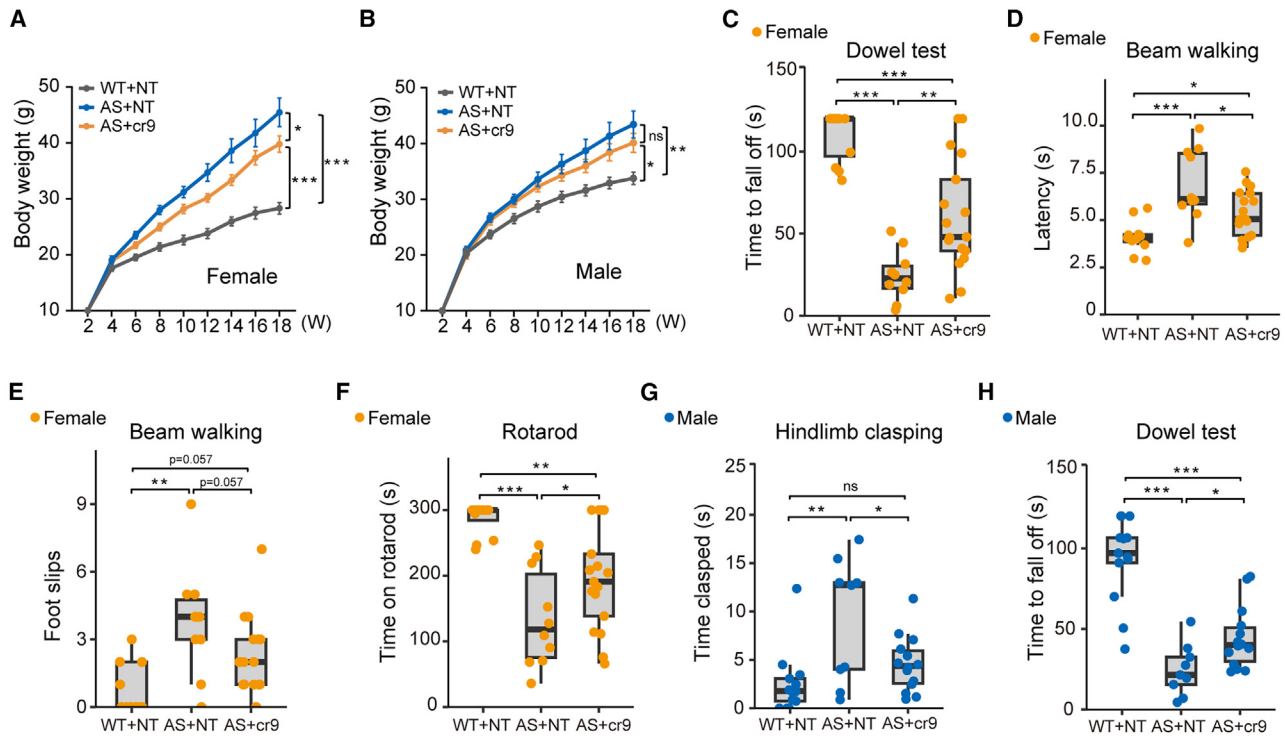 A
50
40
30
20
10
Body weight (g)
WT+NT
AS+NT
AS+cr9
*
***
***
Female
2 4 6 8 10 12 14 16 18 (W)
B
50
40
30
20
10
Body weight (g)
WT+NT
AS+NT
AS+cr9
ns
*
**
Male
2 4 6 8 10 12 14 16 18 (W)
C
Female
Dowel test
150
100
50
0
Time to fall off (s)
***
*** **
WT+NT AS+NT AS+cr9
D
Female
Beam walking
10.0
7.5
5.0
2.5
0
Latency (s)
*
*** *
WT+NT AS+NT AS+cr9
E
Female
Beam walking
9
6
3
0
Foot slips
p=0.057
** p=0.057
WT+NT AS+NT AS+cr9
F
Female
Rotarod
300
200
100
0
Time on rotarod (s)
**
*** *
WT+NT AS+NT AS+cr9
G
Male
Hindlimb clasping
25
20
15
10
5
0
Time clasped (s)
ns
** *
WT+NT AS+NT AS+cr9
H
Male
Dowel test
150
100
50
0
Time to fall off (s)
***
*** *
WT+NT AS+NT AS+cr9